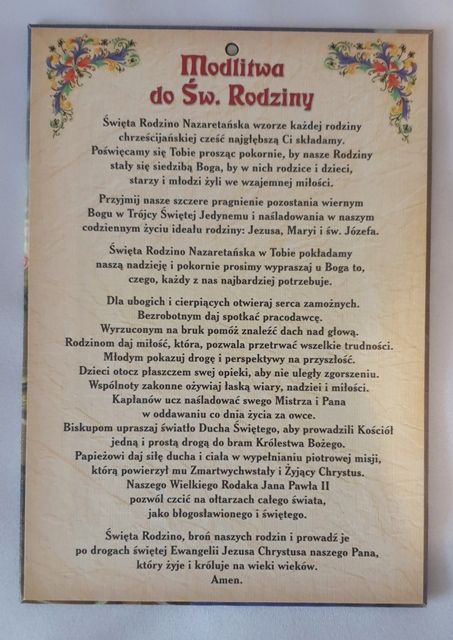 Modlitwa
do Św. Rodziny
Święta Rodzino Nazaretańska wzorze każdej rodziny
chrześcijańskiej cześć najgłębszą Ci składamy.
Poświęcamy się Tobie prosząc pokornie, by nasze Rodziny
stały się siedzibą Boga, by w nich rodzice i dzieci,
starzy i młodzi żyli we wzajemnej miłości.
Przyjmij nasze szczere pragnienie pozostania wiernym
Bogu w Trójcy Świętej Jedynemu i naśladowania w naszym
codziennym życiu ideału rodziny: Jezusa, Maryi i św. Józefa.
Święta Rodzino Nazaretańska w Tobie pokładamy
naszą nadzieję i pokornie prosimy wypraszaj u Boga to,
czego, każdy z nas najbardziej potrzebuje.
Dla ubogich i cierpiących otwieraj serca zamożnych.
Bezrobotnym daj spotkać pracodawcę.
Wyrzuconym na bruk pomóż znaleźć dach nad głową.
Rodzinom daj miłość, która, pozwala przetrwać wszelkie trudności.
Młodym pokazuj drogę i perspektywy na przyszłość.
Dzieci otocz płaszczem swej opieki, aby nie uległy zgorszeniu.
Wspólnoty zakonne ożywiaj łaską wiary, nadziei i miłości.
Kapłanów ucz naśladować swego Mistrza i Pana
w oddawaniu co dnia życia za owce.
Biskupom upraszaj światło Ducha Świętego, aby prowadzili Kościół
jedną i prostą drogą do bram Królestwa Bożego.
Papieżowi daj siłę ducha i ciała w wypełnianiu piotrowej misji,
którą powierzył mu Zmartwychwstały i Żyjący Chrystus.
Naszego Wielkiego Rodaka Jana Pawła II
pozwól czcić na ołtarzach całego świata,
jako błogosławionego i świętego.
Święta Rodzino, broń naszych rodzin i prowadź je
po drogach świętej Ewangelii Jezusa Chrystusa naszego Pana,
który żyje i króluje na wieki wieków.
Amen.